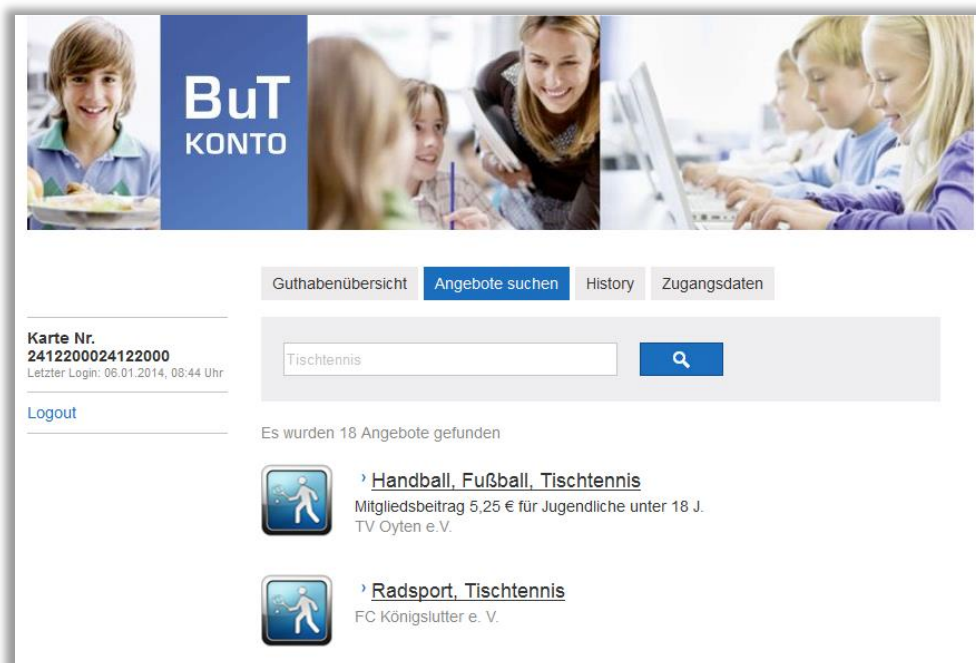 BuT
KONTO
Guthabenübersicht Angebote suchen History Zugangsdaten
Karte Nr.
2412200024122000
Letzter Login: 06.01.2014, 08:44 Uhr
Logout
Tischtennis
Es wurden 18 Angebote gefunden
› Handball, Fußball, Tischtennis
Mitgliedsbeitrag 5,25 € für Jugendliche unter 18 J.
TV Oyten e.V.
› Radsport, Tischtennis
FC Königslutter e. V.